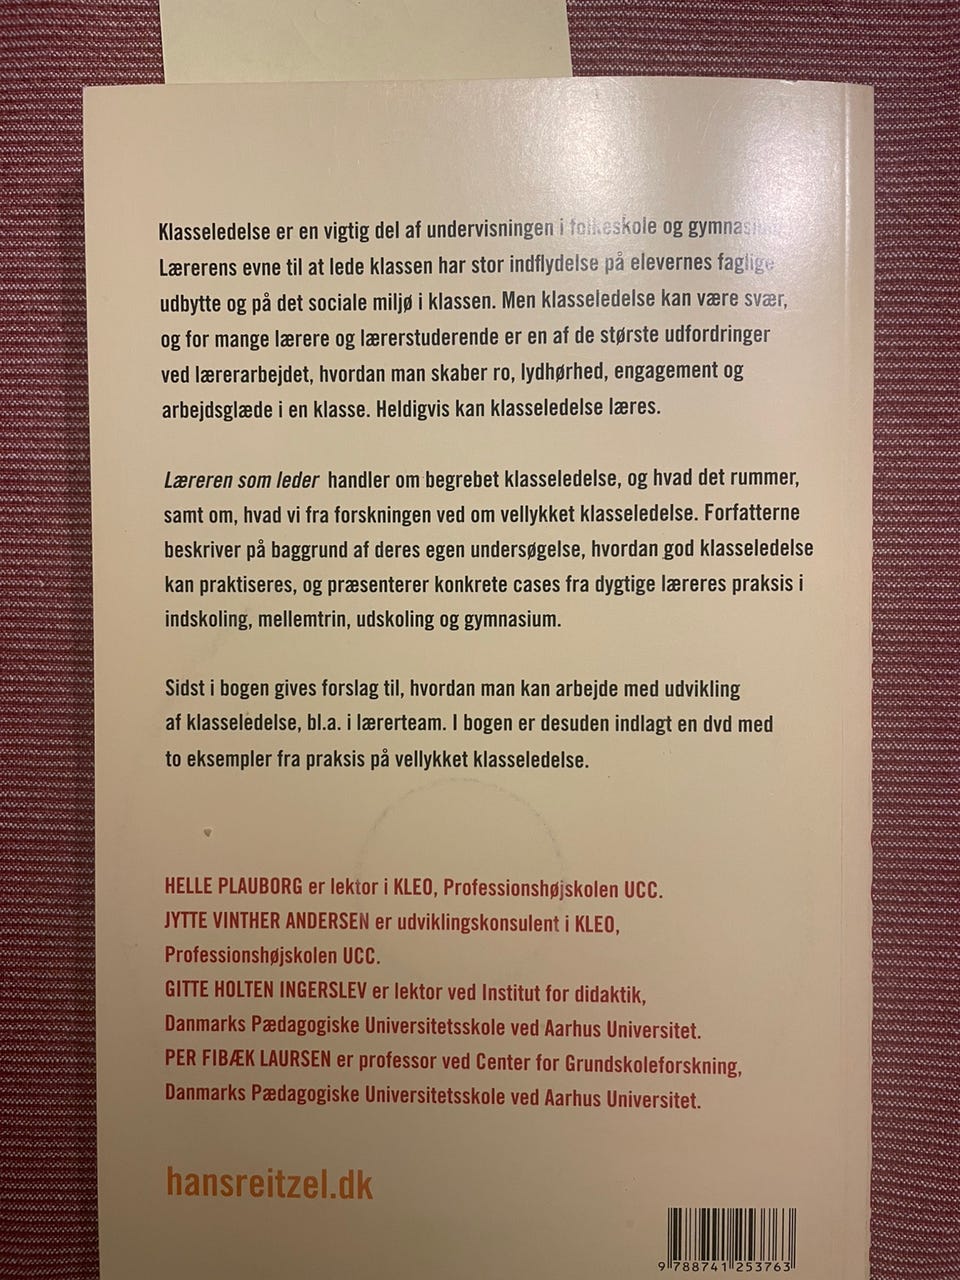 Klasseledelse er en vigtig del af undervisningen i folkeskole og gymnasium.
Lærerens evne til at lede klassen har stor indflydelse på elevernes faglige
udbytte og på det sociale miljø i klassen. Men klasseledelse kan være svær,
og for mange lærere og lærerstuderende er en af de største udfordringer
ved lærerarbejdet, hvordan man skaber ro, lydhørhed, engagement og
arbejdsglæde i en klasse. Heldigvis kan klasseledelse læres.
Læreren som leder handler om begrebet klasseledelse, og hvad det rummer,
samt om, hvad vi fra forskningen ved om vellykket klasseledelse. Forfatterne
beskriver på baggrund af deres egen undersøgelse, hvordan god klasseledelse
kan praktiseres, og præsenterer konkrete cases fra dygtige læreres praksis i
indskoling, mellemtrin, udskoling og gymnasium.
Sidst i bogen gives forslag til, hvordan man kan arbejde med udvikling
af klasseledelse, bl.a. i lærerteam. I bogen er desuden indlagt en dvd med
to eksempler fra praksis på vellykket klasseledelse.
HELLE PLAUBORG er lektor i KLEO, Professionshøjskolen UCC.
JYTTE VINTHER ANDERSEN er udviklingskonsulent i KLEO,
Professionshøjskolen UCC.
GITTE HOLTEN INGERSLEV er lektor ved Institut for didaktik,
Danmarks Pædagogiske Universitetsskole ved Aarhus Universitet.
PER FIBÆK LAURSEN er professor ved Center for Grundskoleforskning,
Danmarks Pædagogiske Universitetsskole ved Aarhus Universitet.
hansreitzel.dk
9 788741 253763